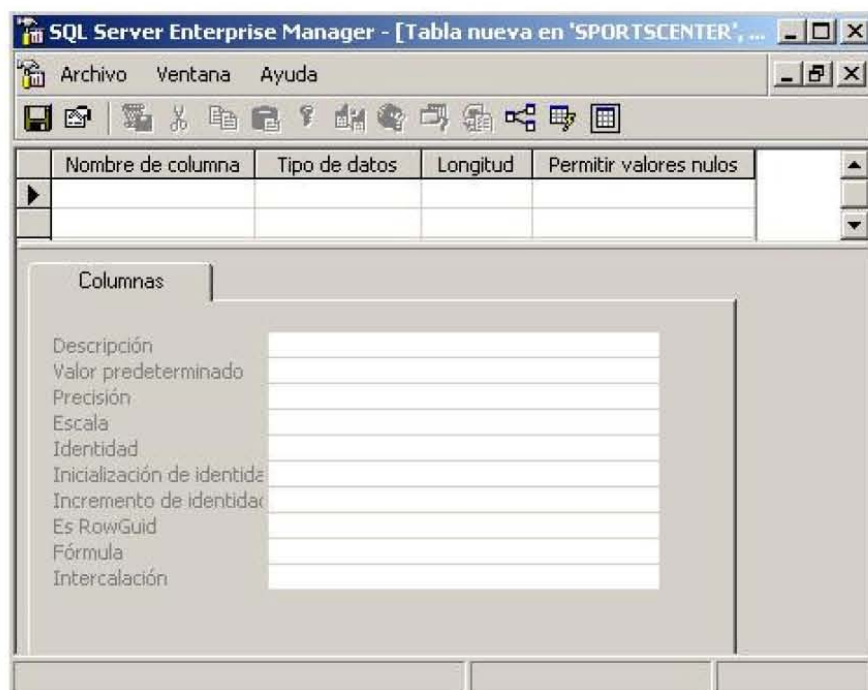 SQL Server Enterprise Manager - [Tabla nueva en 'SPORTSCENTER', ...
Archivo Ventana Ayuda
Nombre de columna Tipo de datos Longitud Permitir valores nulos
Columnas
Descripción
Valor predeterminado
Precisión
Escala
Identidad
Inicialización de identida
Incremento de identidad
Es RowGuid
Fórmula
Intercalación